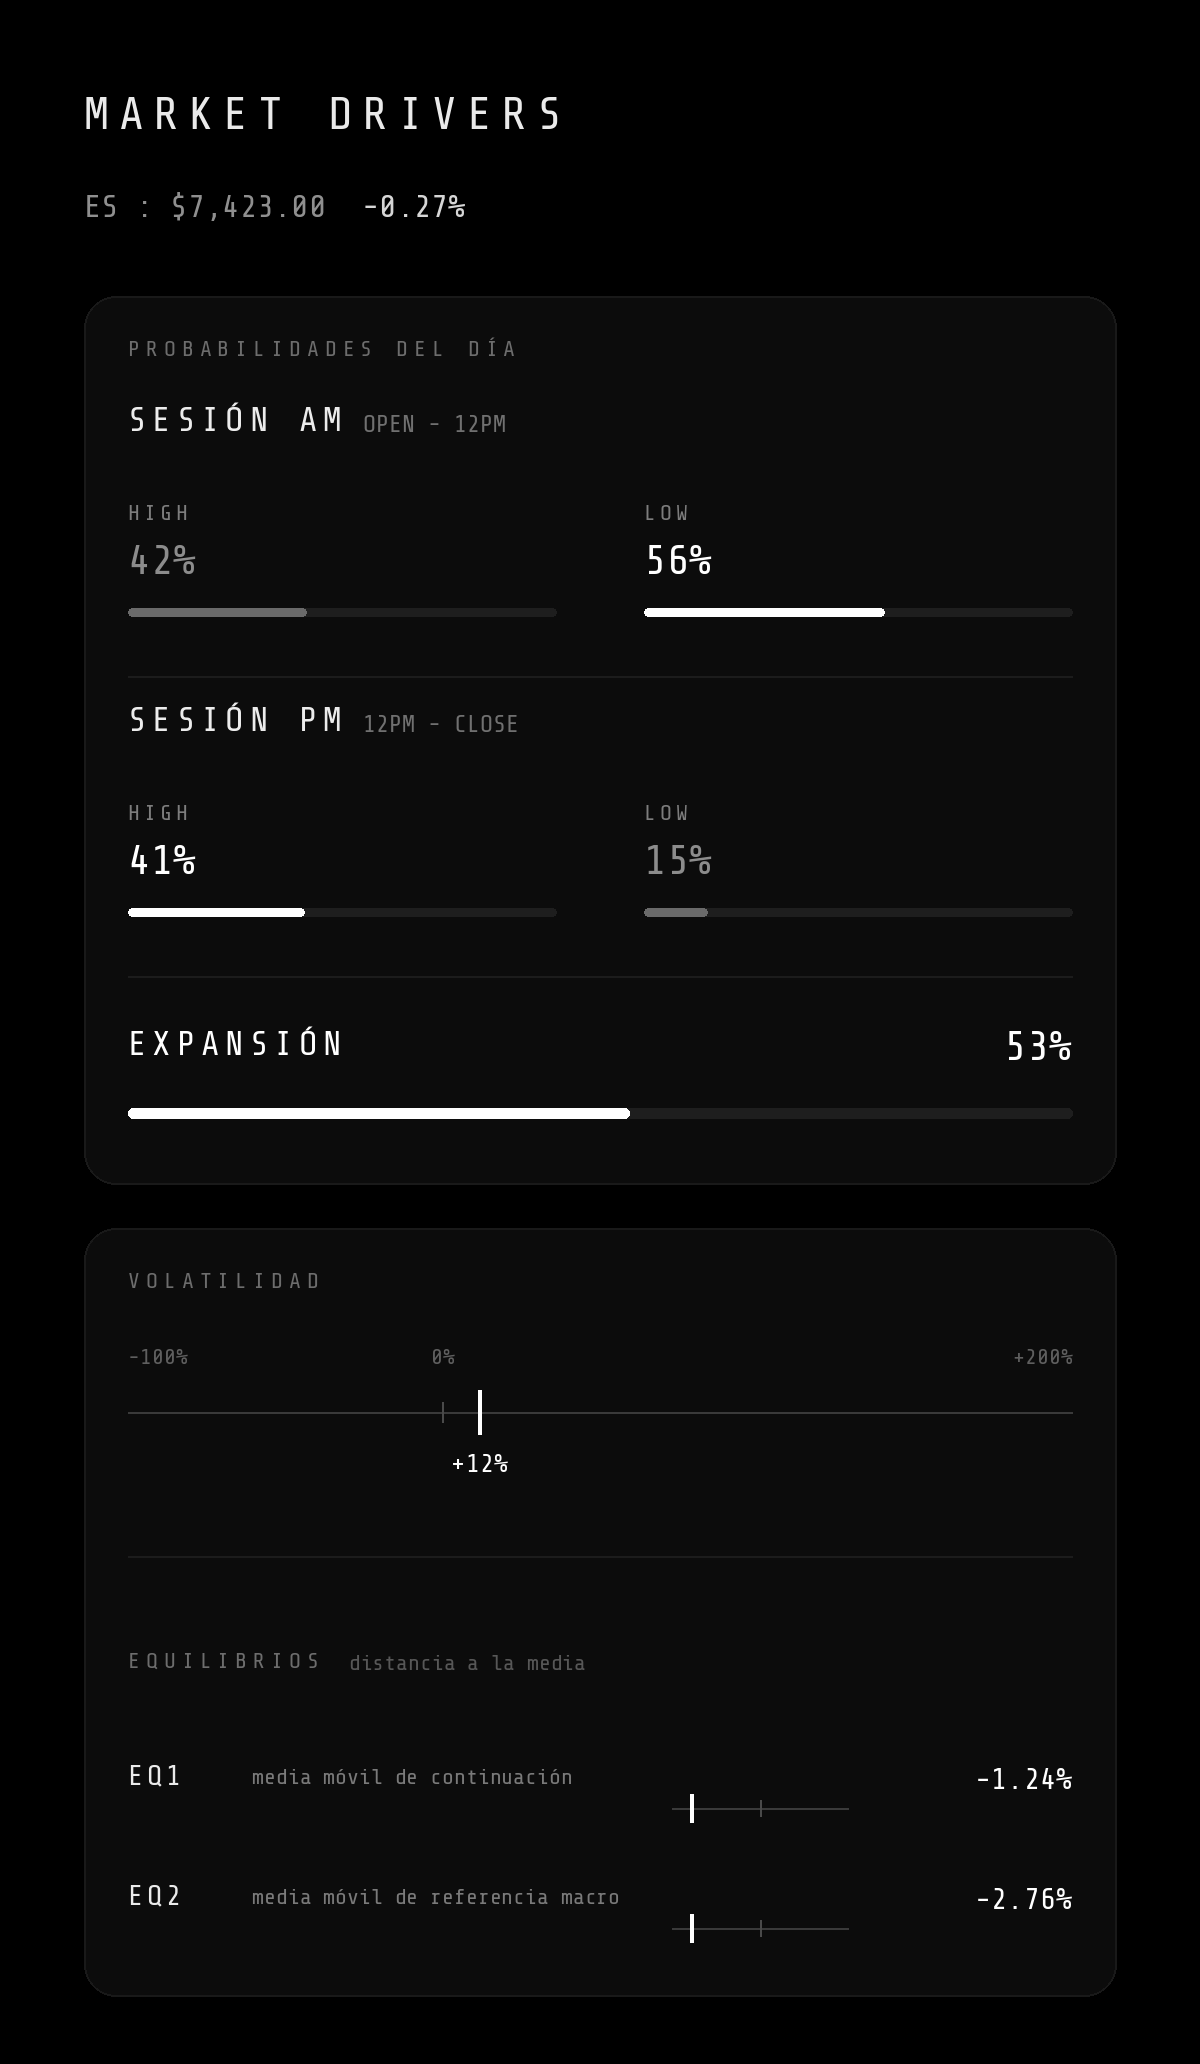 MARKET DRIVERS
ES : $7,423.00 -0.27%
PROBABILIDADES DEL DÍA
SESIÓN AM OPEN - 12PM
HIGH LOW
42% 56%
SESIÓN PM 12PM - CLOSE
HIGH LOW
41% 15%
EXPANSIÓN 53%
VOLATILIDAD
-100% 0% +200%
+12%
EQUILIBRIOS distancia a la media
EQ1 media móvil de continuación -1.24%
EQ2 media móvil de referencia macro -2.76%